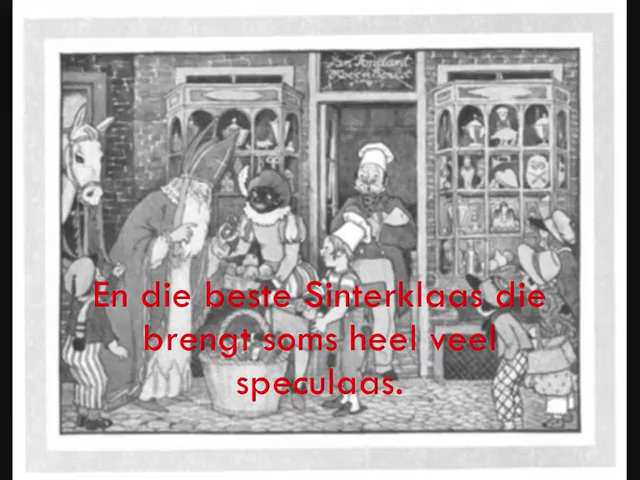 En die beste Sinterklaas die
brengt soms heel veel
speculaas.